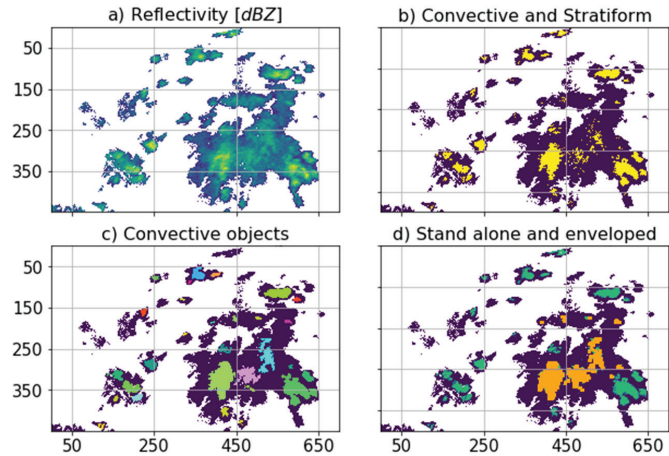 a) Reflectivity [dBZ]
b) Convective and Stratiform
50
150
250
350
c) Convective objects
d) Stand alone and enveloped
50
150
250
350
50 250 450 650 50 250 450 650